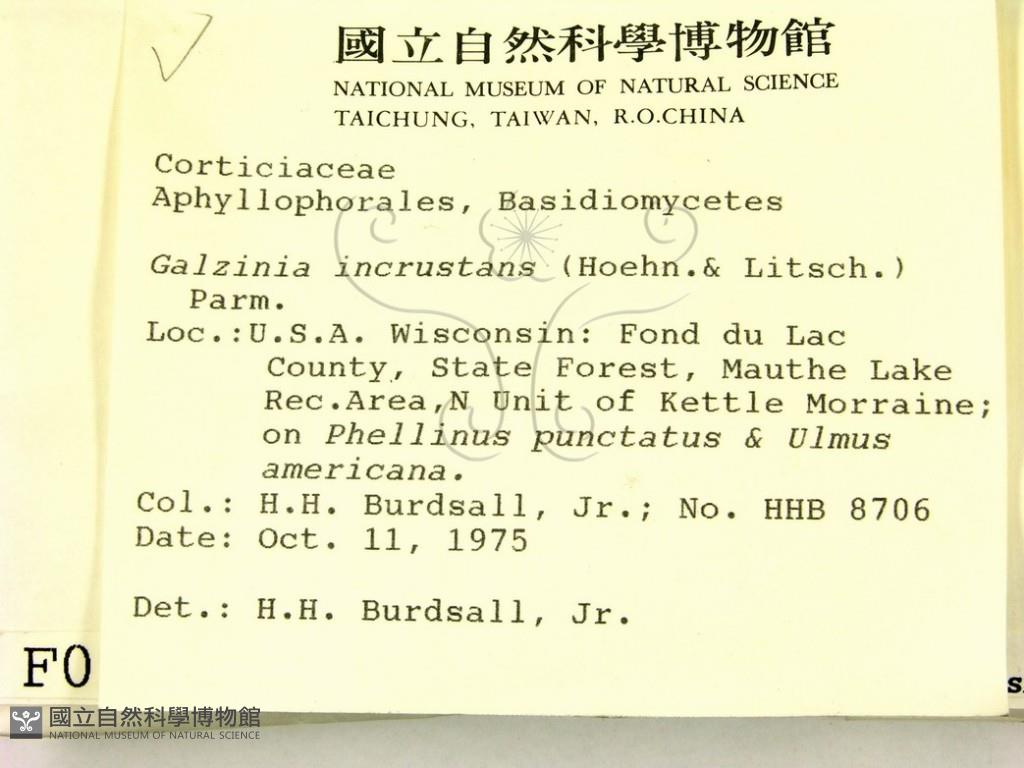 國立自然科學博物館
NATIONAL MUSEUM OF NATURAL SCIENCE
TAICHUNG, TAIWAN, R.O.CHINA
Corticiaceae
Aphyllophorales, Basidiomycetes
Galzinia incrustans (Hoehn.& Litsch.)
Parm.
Loc.:U.S.A. Wisconsin: Fond du Lac
County, State Forest, Mauthe Lake
Rec.Area,N Unit of Kettle Morraine;
on Phellinus punctatus & Ulmus
americana.
Col.: H.H. Burdsall, Jr.; No. HHB 8706
Date: Oct. 11, 1975
Det.: H.H. Burdsall, Jr.
F0
國立自然科學博物館
NATIONAL MUSEUM OF NATURAL SCIENCE